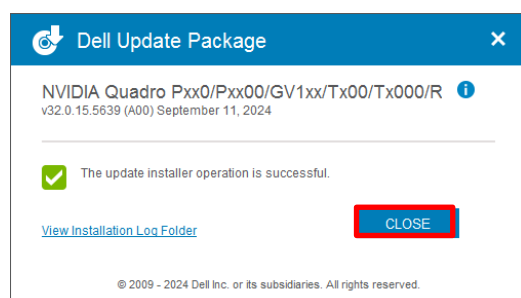 Dell Update Package
NVIDIA Quadro Pxx0/Pxx00/GV1xx/Tx00/Tx000/R
v32.0.15.5639 (A00) September 11, 2024
The update installer operation is successful.
View Installation Log Folder
CLOSE
© 2009 - 2024 Dell Inc. or its subsidiaries. All rights reserved.